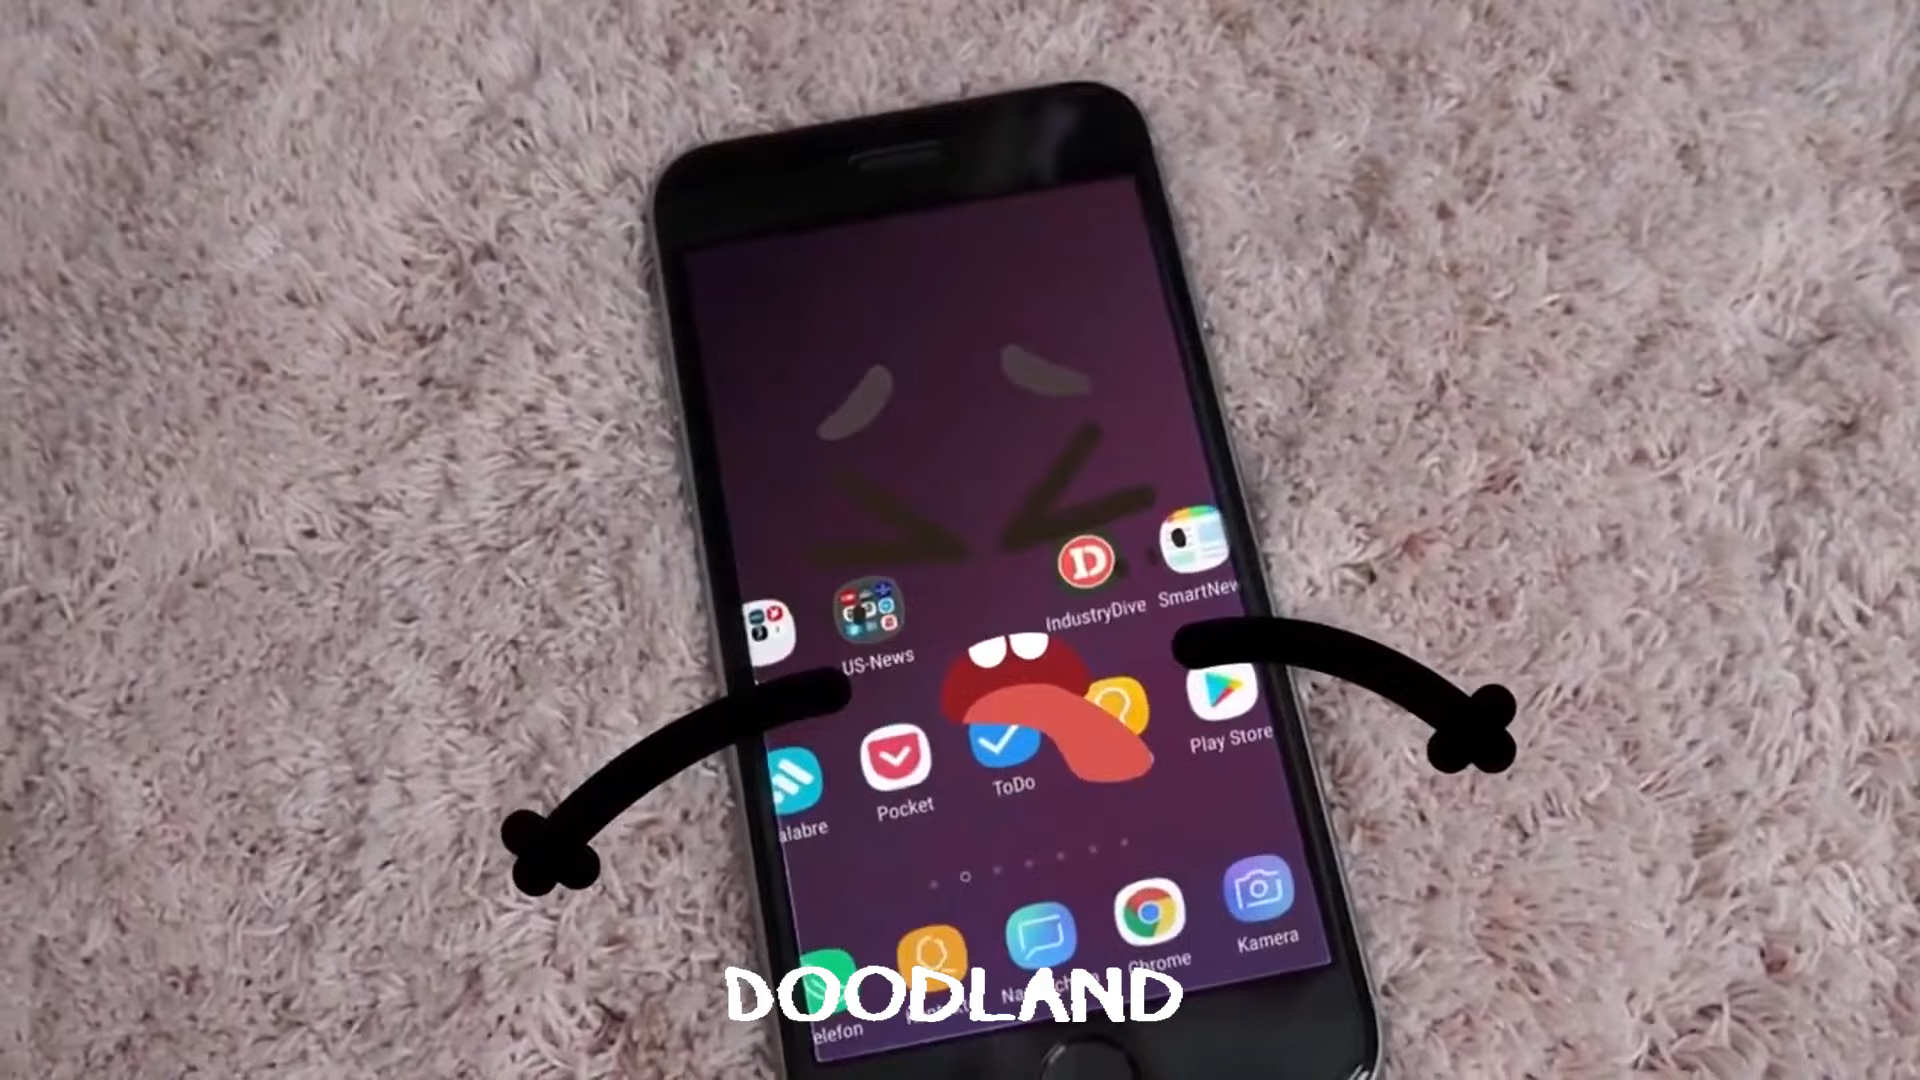 IndustryDive
SmartNew
US-News
Play Store
ToDo
Pocket
alabre
Kamera
Chrome
elefon
DOODLAND